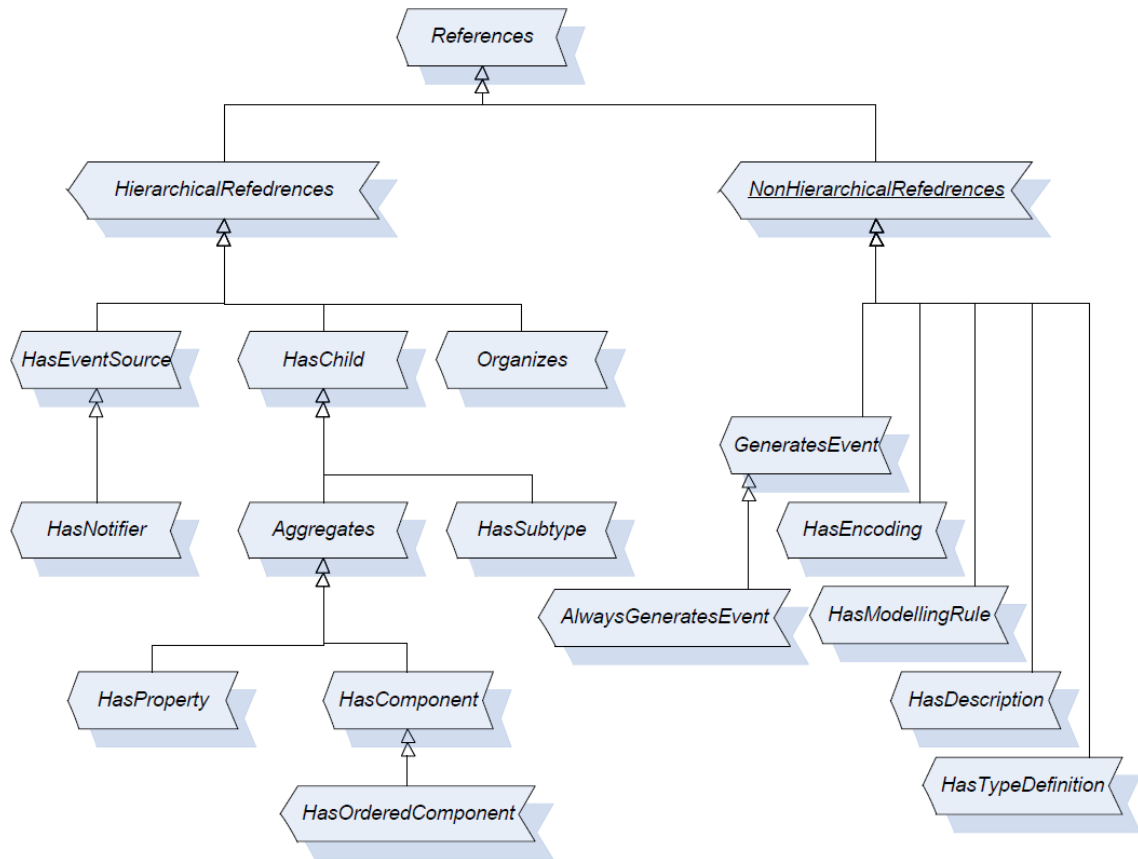 References
HierarchicalRefedrences
NonHierarchicalRefedrences
HasEventSource
HasChild
Organizes
GeneratesEvent
HasNotifier
Aggregates
HasSubtype
HasEncoding
AlwaysGeneratesEvent
HasModellingRule
HasProperty
HasComponent
HasDescription
HasTypeDefinition
HasOrderedComponent